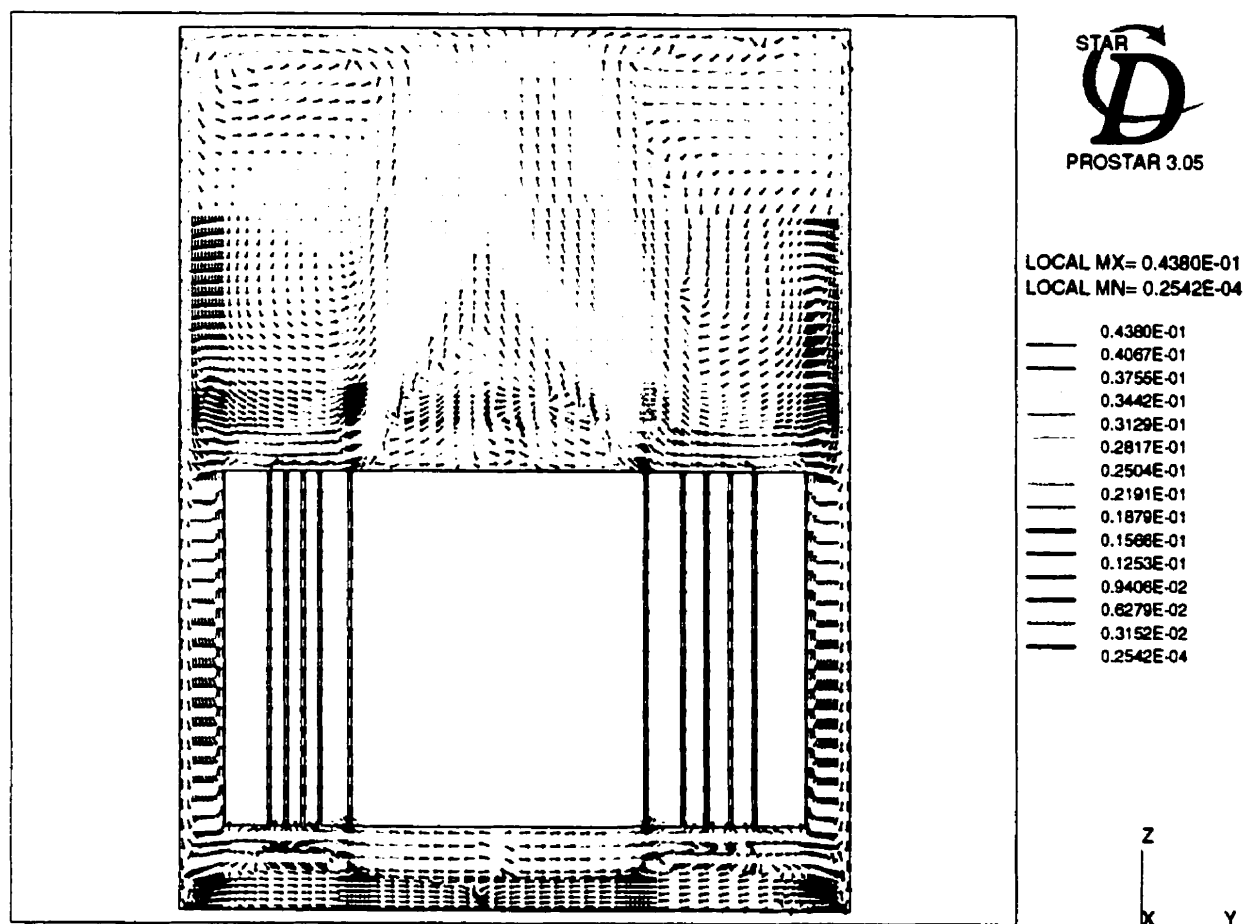 STAR
CD
PROSTAR 3.05
LOCAL MX= 0.4380E-01
LOCAL MN= 0.2542E-04
0.4380E-01
0.4067E-01
0.3755E-01
0.3442E-01
0.3129E-01
0.2817E-01
0.2504E-01
0.2191E-01
0.1879E-01
0.1566E-01
0.1253E-01
0.9406E-02
0.6279E-02
0.3152E-02
0.2542E-04
Z
X
Y